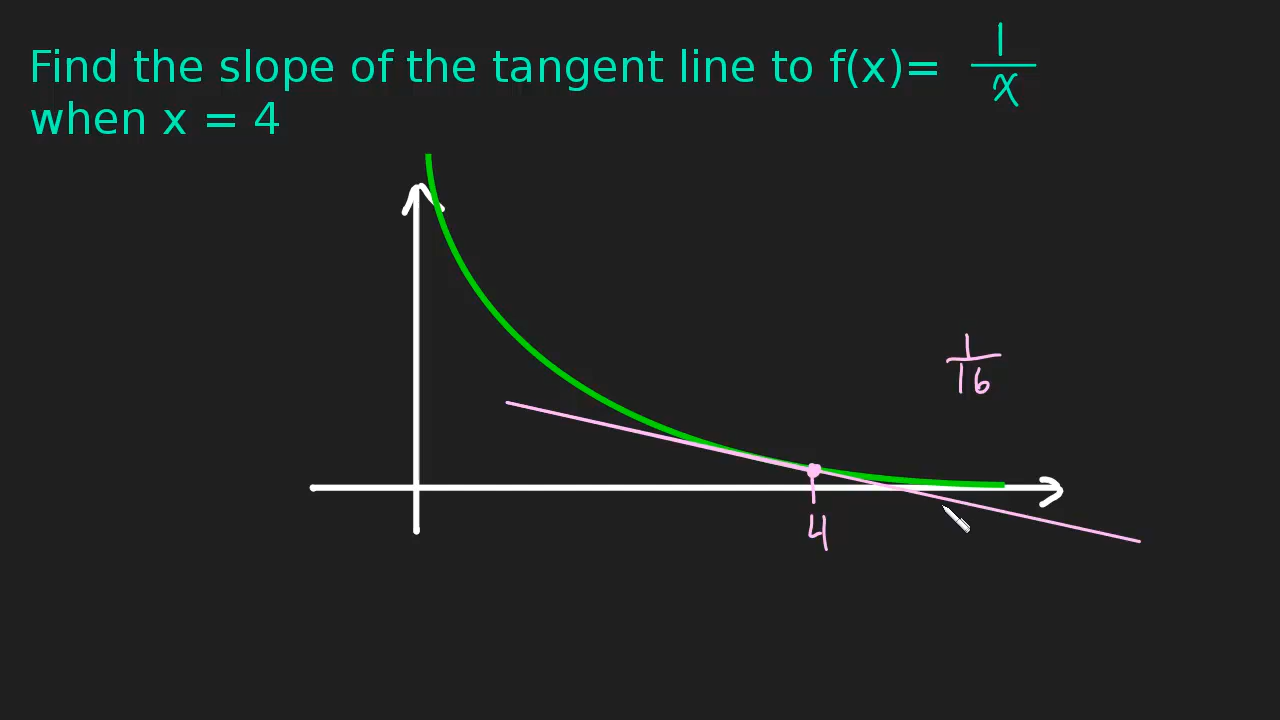 Find the slope of the tangent line to f(x)= 1/x
when x = 4
1/16
4